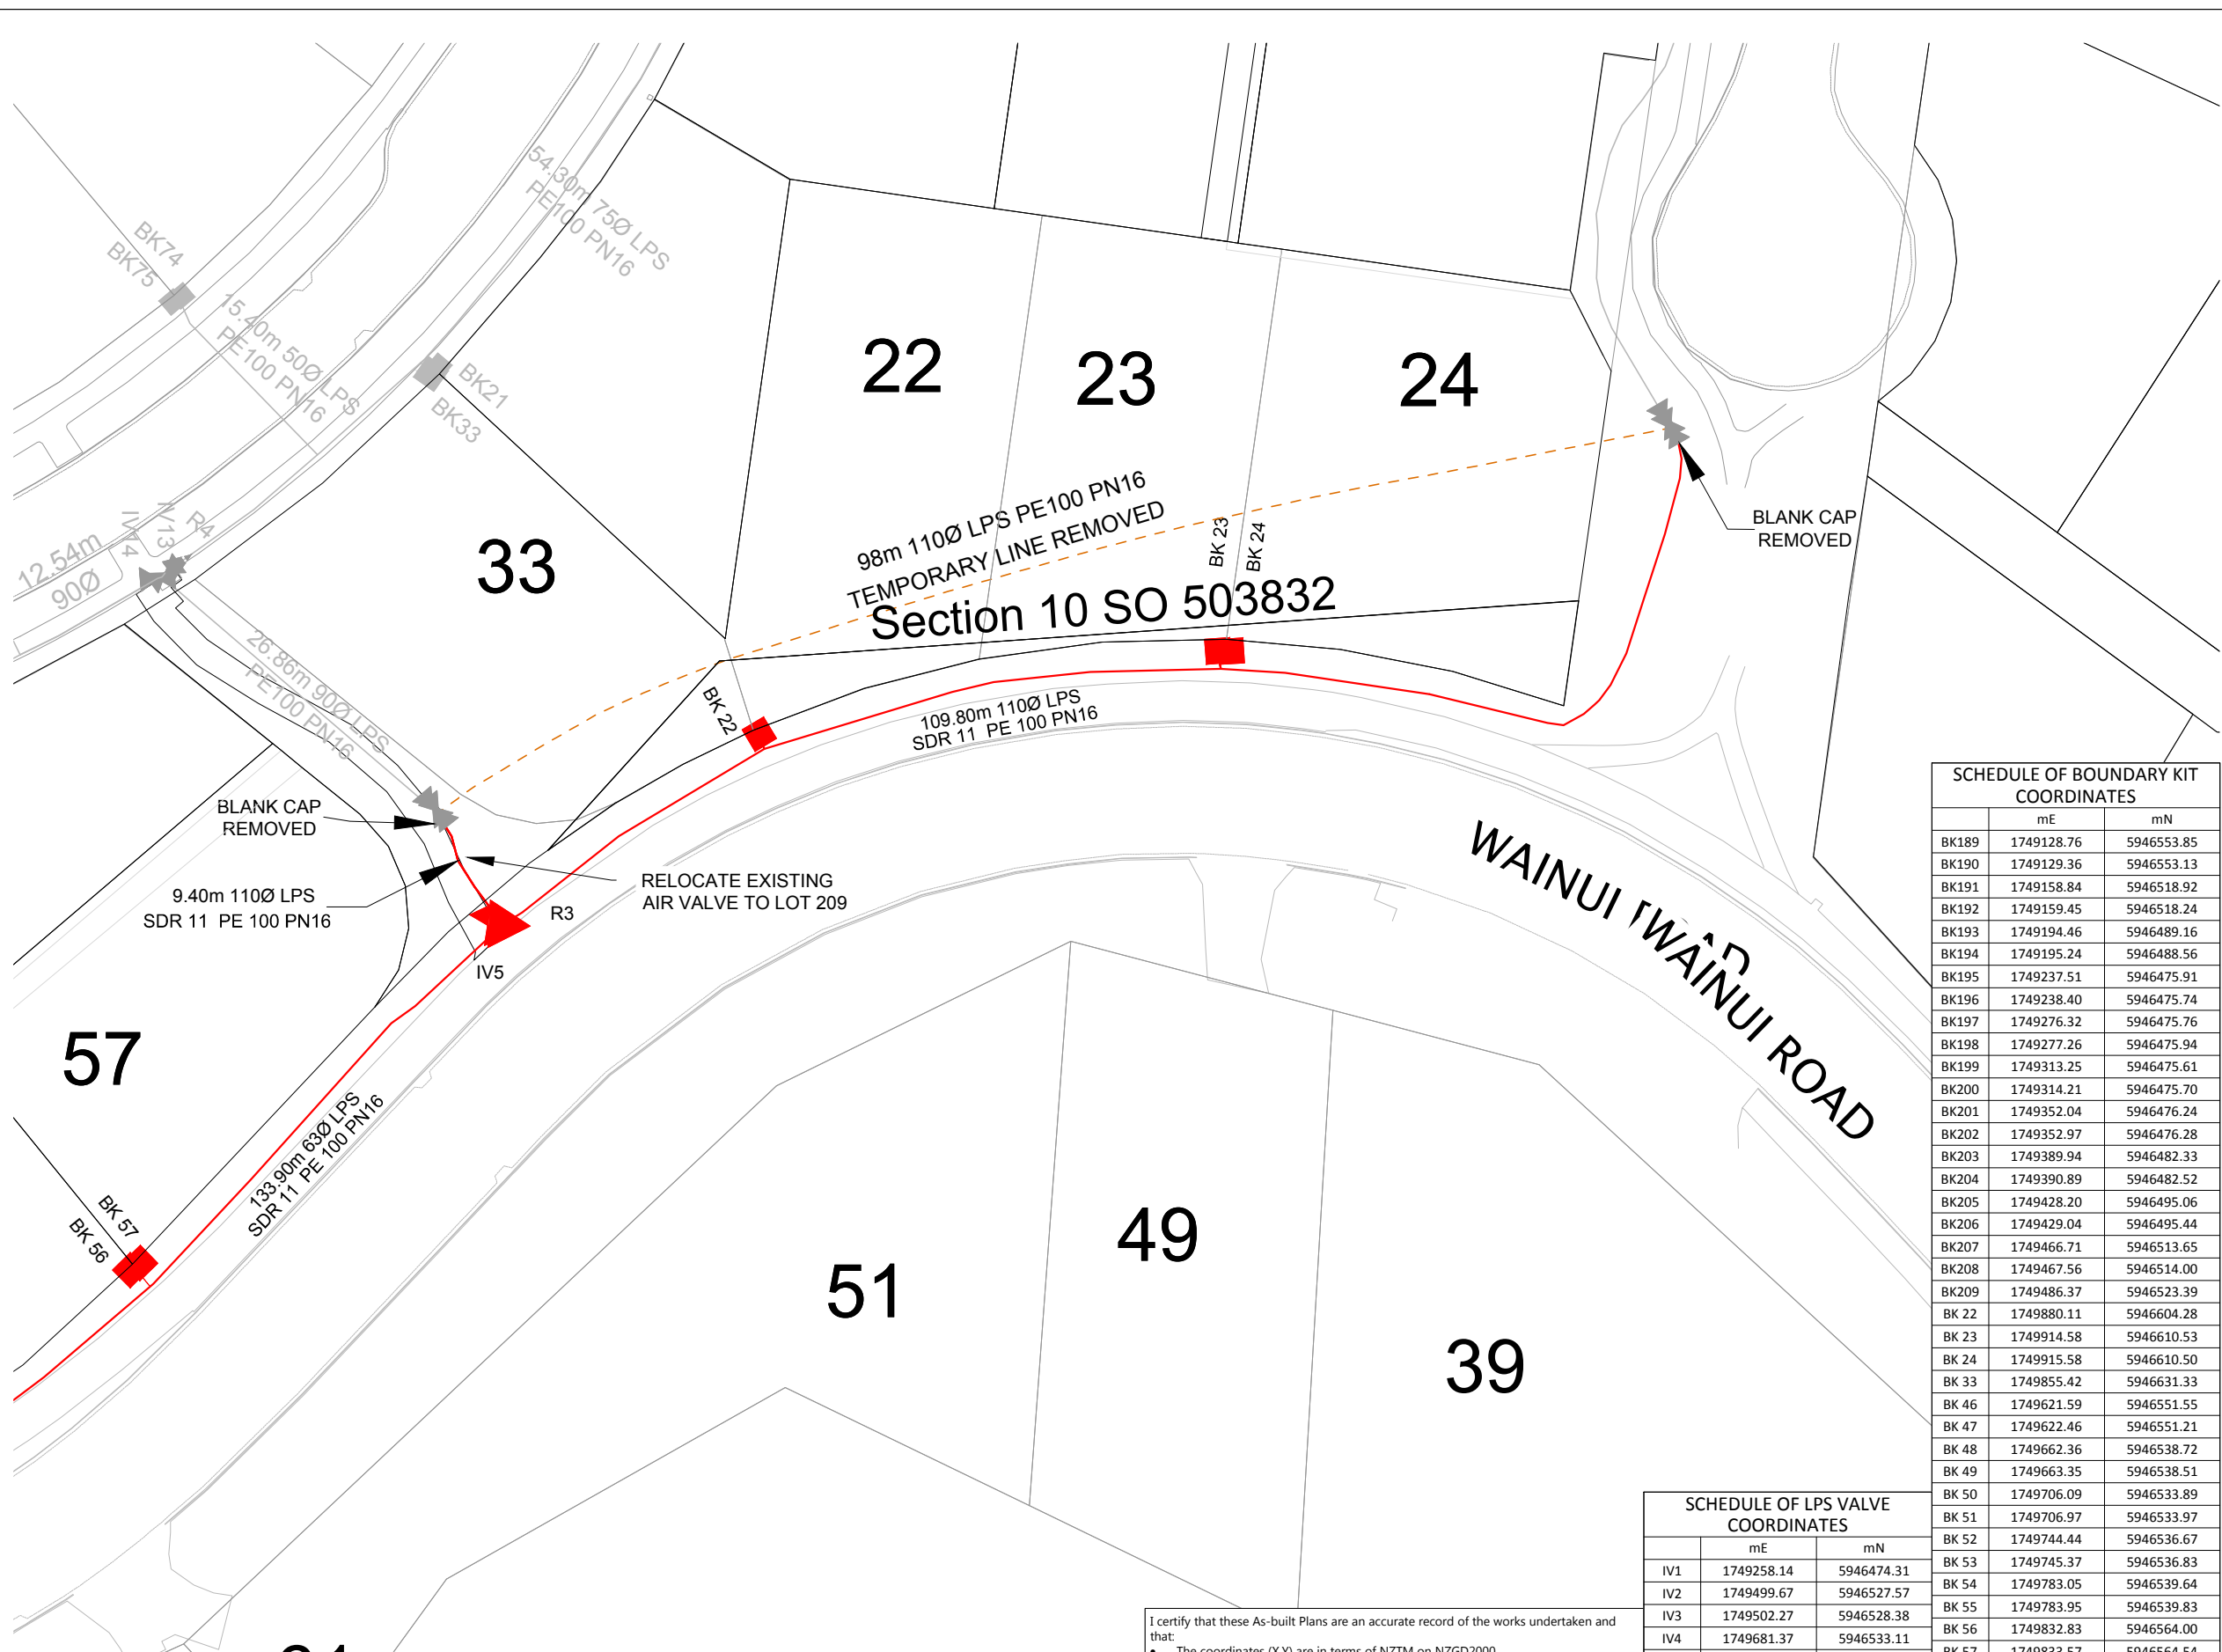 54.30m 75Ø LPS
PE100 PN16
BK74
BK75
15.40m 50Ø LPS
PE100 PN16
BK21
BK33
22
23
24
33
IV14
IV13
R4
12.54m
90Ø
98m 110Ø LPS PE100 PN16
TEMPORARY LINE REMOVED
BK 23
BK 24
Section 10 SO 503832
BLANK CAP
REMOVED
26.86m 90Ø LPS
PE100 PN16
BK 22
109.80m 110Ø LPS
SDR 11 PE 100 PN16
BLANK CAP
REMOVED
9.40m 110Ø LPS
SDR 11 PE 100 PN16
RELOCATE EXISTING
AIR VALVE TO LOT 209
R3
IV5
WAINUI
WAINUI ROAD
57
133.90m 63Ø LPS
SDR 11 PE 100 PN16
BK 57
BK 56
51
49
39
SCHEDULE OF BOUNDARY KIT
COORDINATES
mE mN
BK189 1749128.76 5946553.85
BK190 1749129.36 5946553.13
BK191 1749158.84 5946518.92
BK192 1749159.45 5946518.24
BK193 1749194.46 5946489.16
BK194 1749195.24 5946488.56
BK195 1749237.51 5946475.91
BK196 1749238.40 5946475.74
BK197 1749276.32 5946475.76
BK198 1749277.26 5946475.94
BK199 1749313.25 5946475.61
BK200 1749314.21 5946475.70
BK201 1749352.04 5946476.24
BK202 1749352.97 5946476.28
BK203 1749389.94 5946482.33
BK204 1749390.89 5946482.52
BK205 1749428.20 5946495.06
BK206 1749429.04 5946495.44
BK207 1749466.71 5946513.65
BK208 1749467.56 5946514.00
BK209 1749486.37 5946523.39
BK 22 1749880.11 5946604.28
BK 23 1749914.58 5946610.53
BK 24 1749915.58 5946610.50
BK 33 1749855.42 5946631.33
BK 46 1749621.59 5946551.55
BK 47 1749622.46 5946551.21
BK 48 1749662.36 5946538.72
BK 49 1749663.35 5946538.51
BK 50 1749706.09 5946533.89
BK 51 1749706.97 5946533.97
BK 52 1749744.44 5946536.67
BK 53 1749745.37 5946536.83
BK 54 1749783.05 5946539.64
BK 55 1749783.95 5946539.83
BK 56 1749832.83 5946564.00
BK 57 1749833.57 5946564.54
SCHEDULE OF LPS VALVE
COORDINATES
mE mN
IV1 1749258.14 5946474.31
IV2 1749499.67 5946527.57
IV3 1749502.27 5946528.38
IV4 1749681.37 5946533.11
I certify that these As-built Plans are an accurate record of the works undertaken and
that:
• The coordinates (X,Y) are in terms of NZTM on NZGD2000